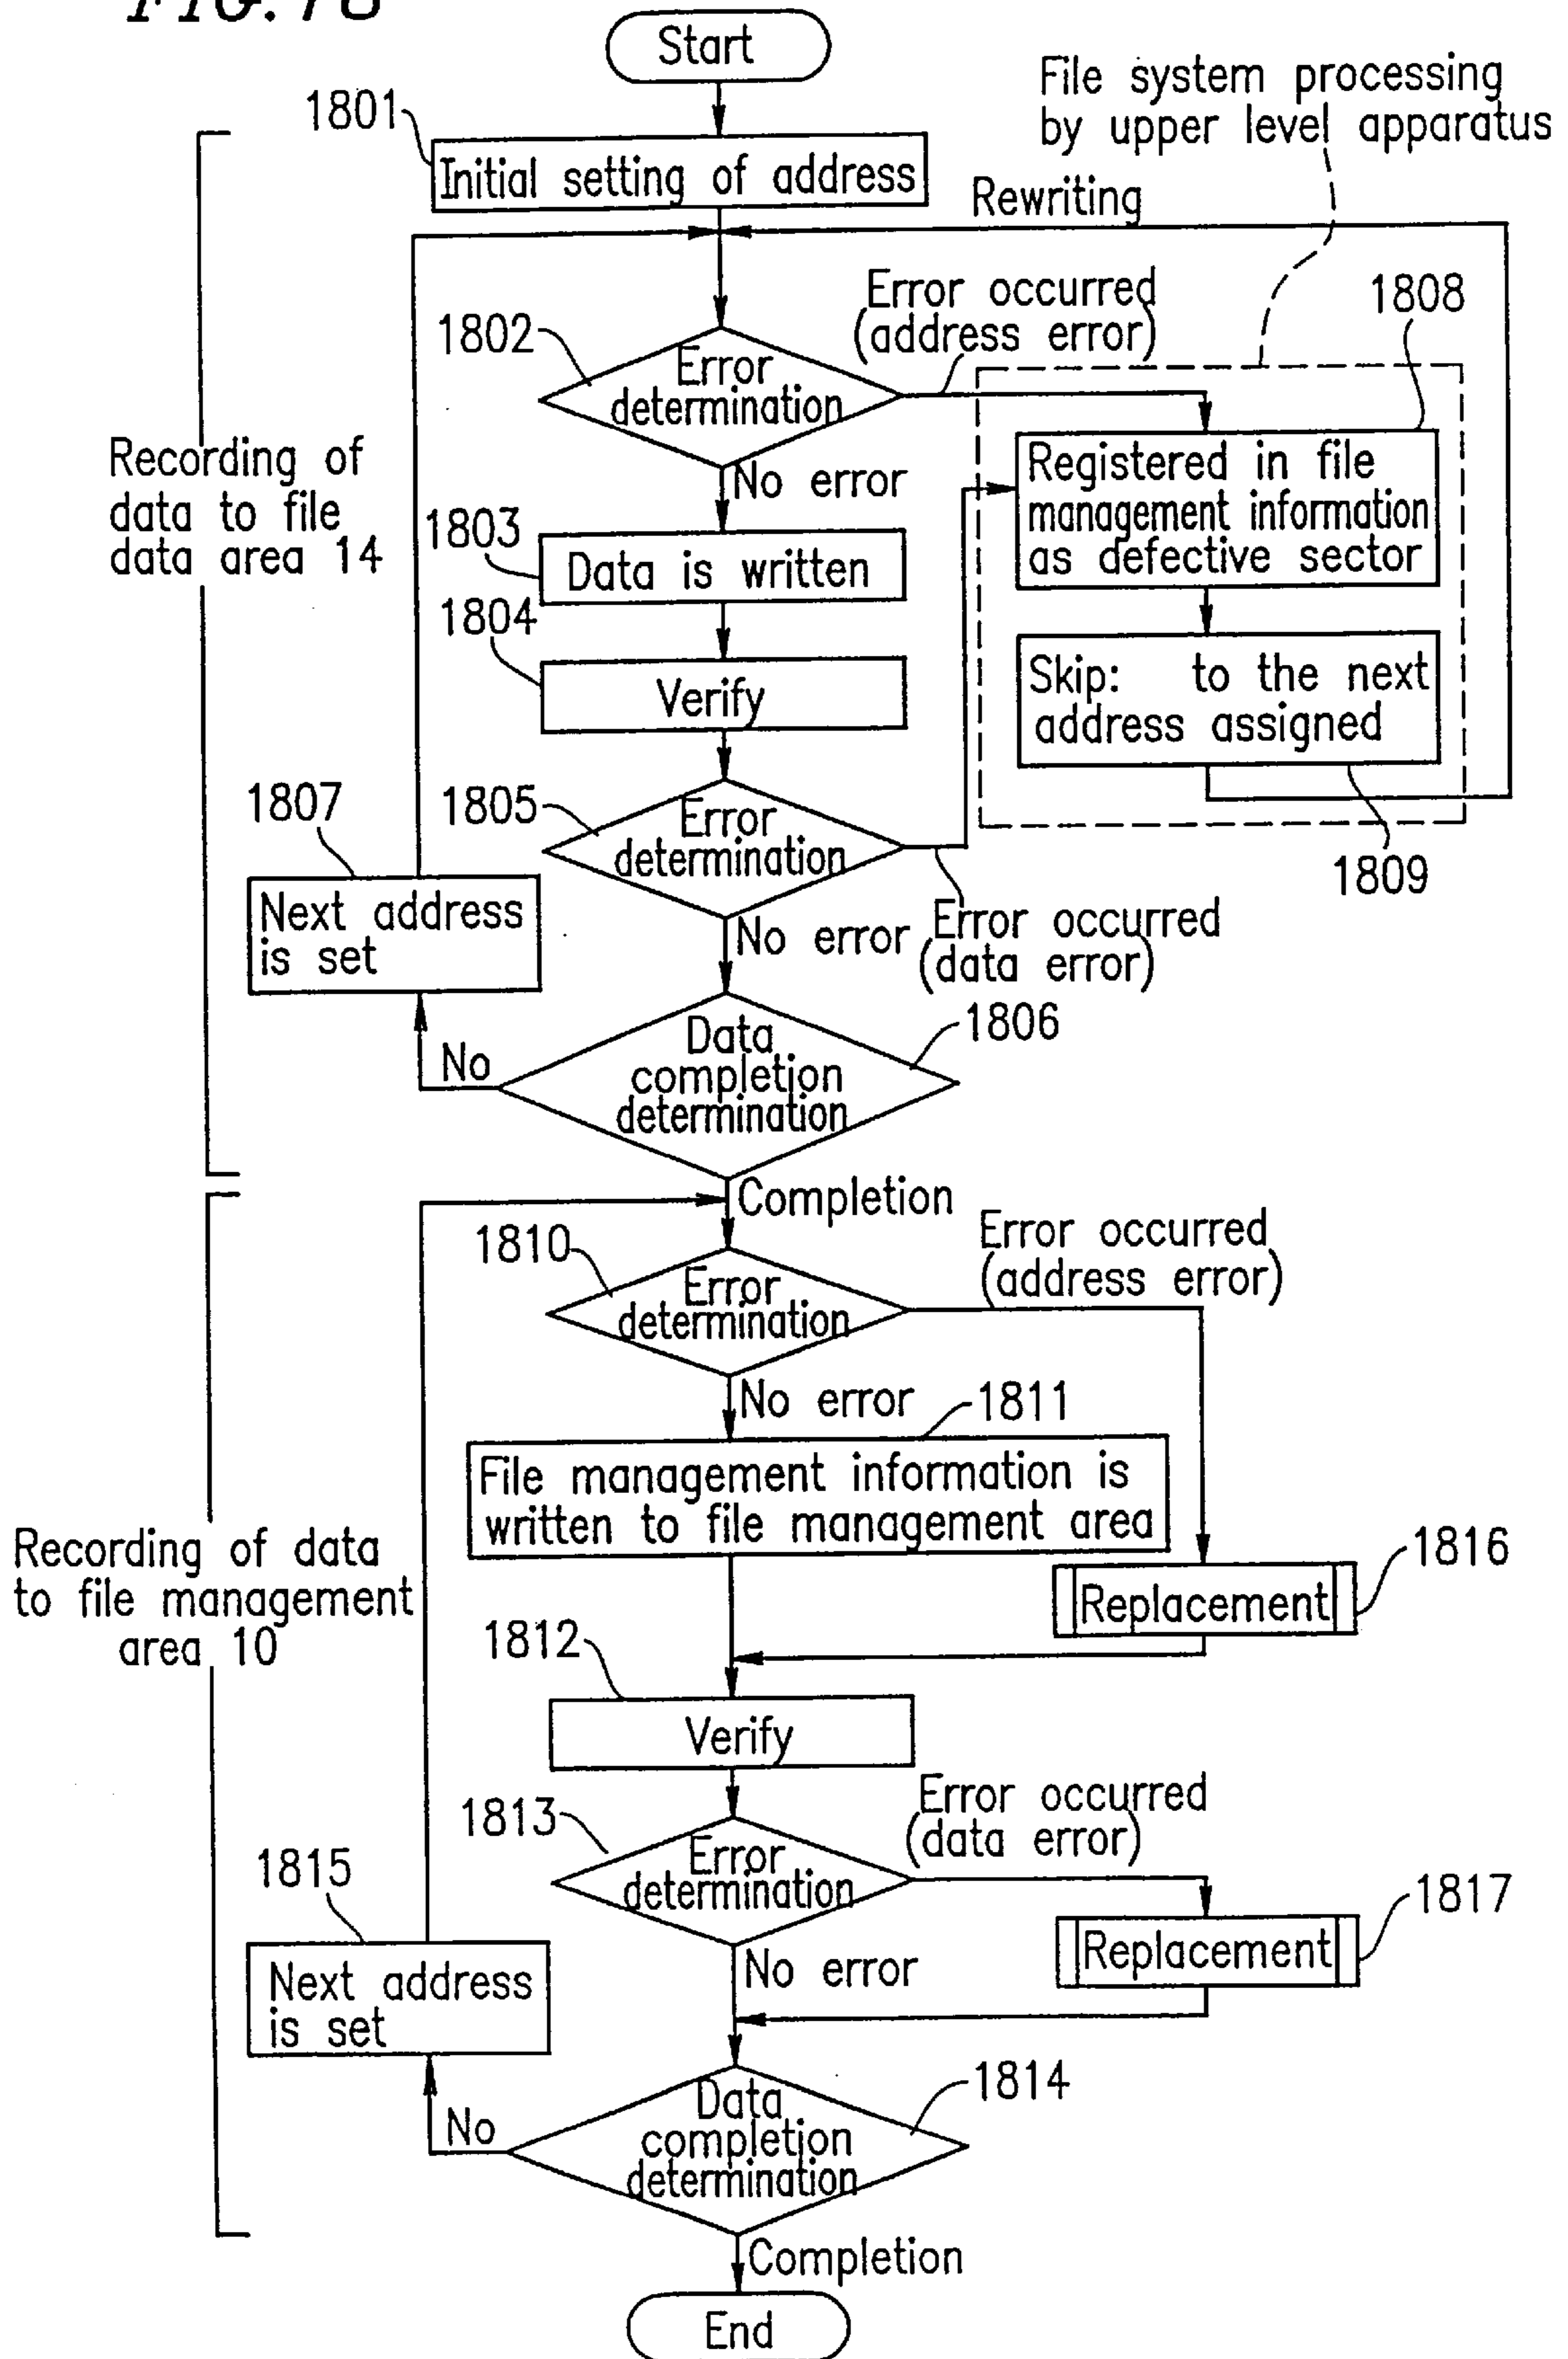 FIG. 18
Start
File system processing
by upper level apparatus
1801
Initial setting of address
Rewriting
Error occurred
(address error)
1808
1802
Error
determination
Recording of
data to file
data area 14
No error
Registered in file
management information
as defective sector
1803
Data is written
1804
Verify
Skip: to the next
address assigned
1807
1805
Error
determination
1809
Next address
is set
No error
Error occurred
(data error)
1806
Data
completion
determination
No
Completion
1810
Error
determination
Error occurred
(address error)
No error
1811
File management information is
written to file management area
Recording of data
to file management
area 10
1816
Replacement
1812
Verify
1813
Error
determination
Error occurred
(data error)
1815
1817
Replacement
Next address
is set
No error
1814
Data
completion
determination
No
Completion
End